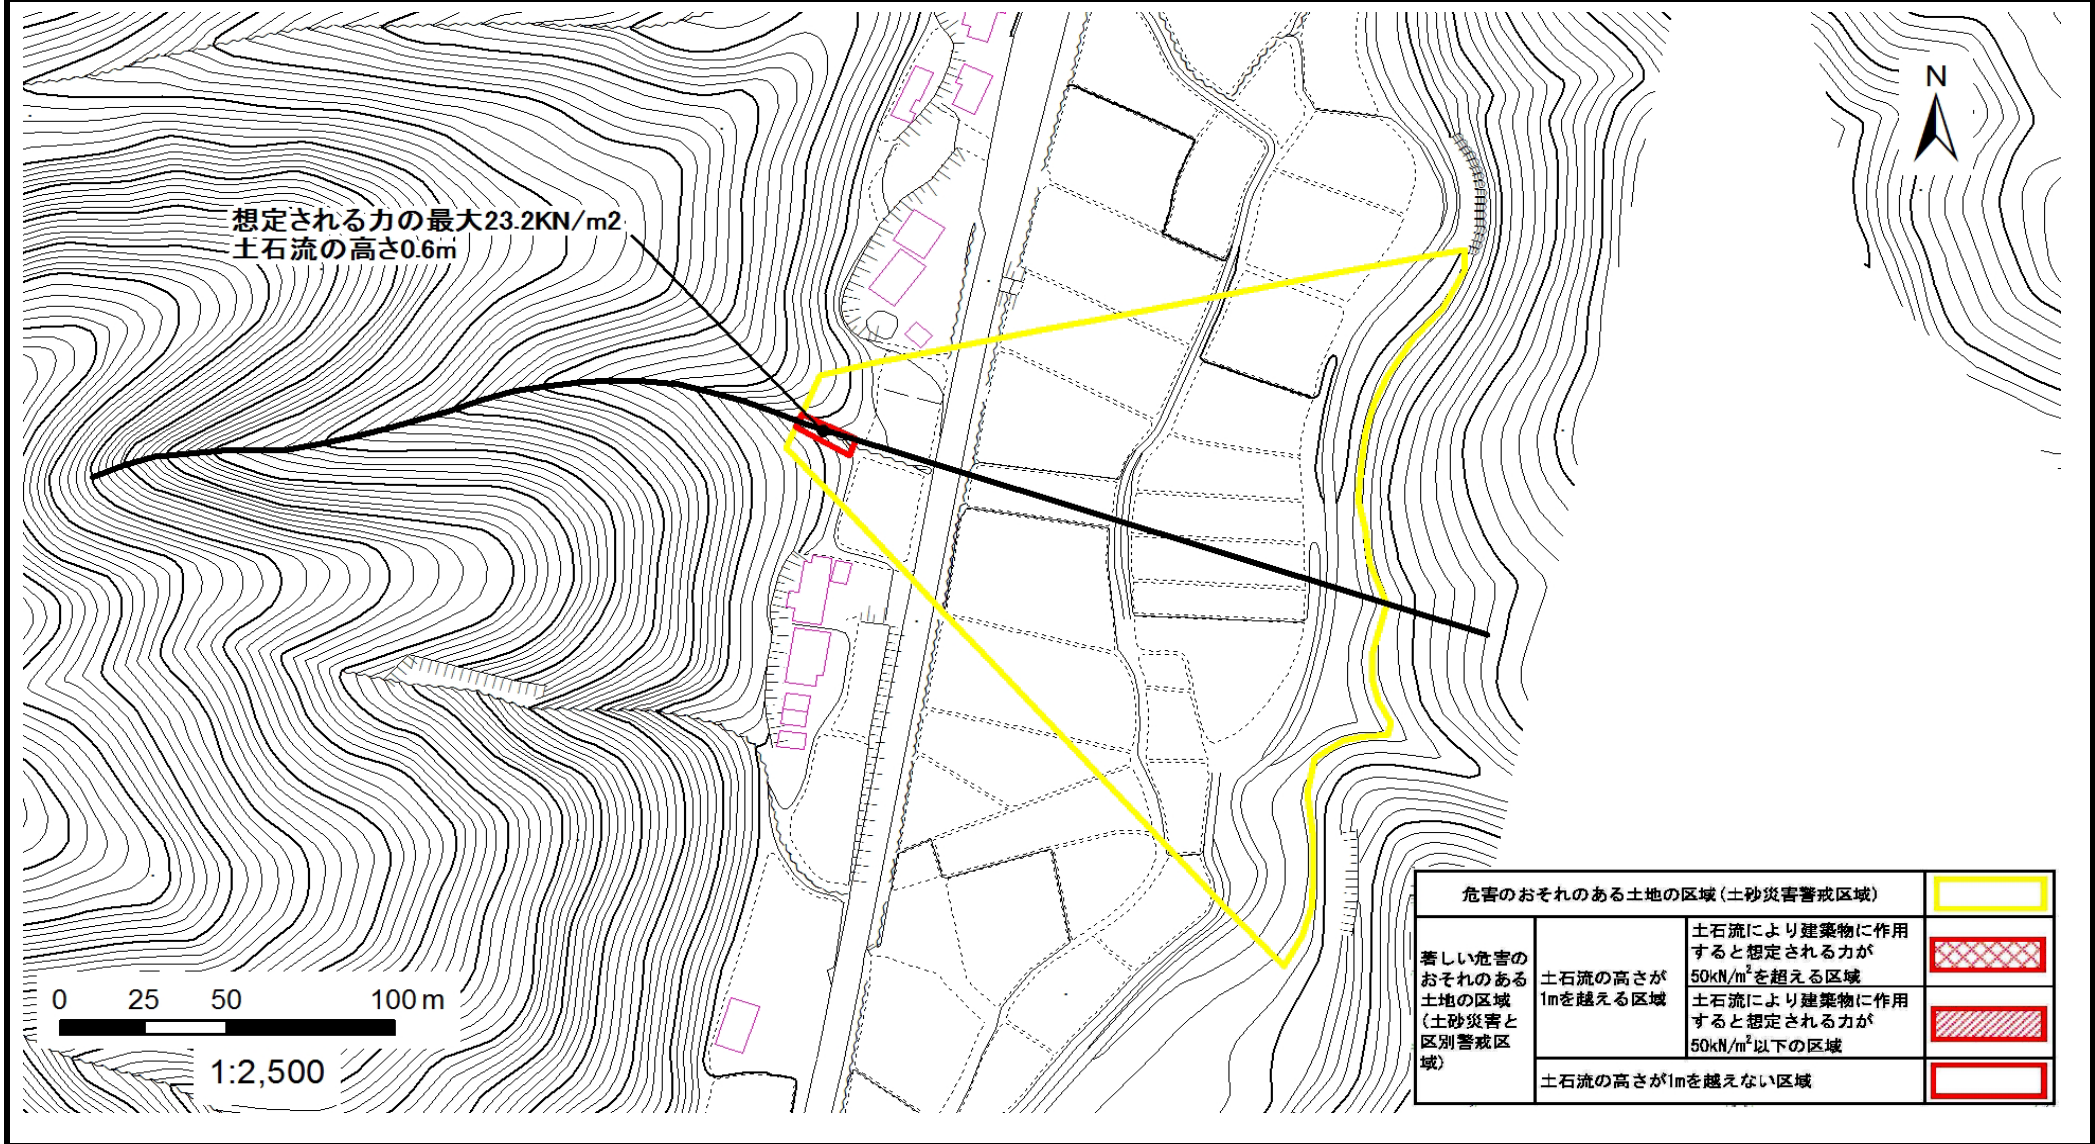 N
想定される力の最大23.2KN/m2
土石流の高さ0.6m
0 25 50 100 m
1:2,500
危害のおそれのある土地の区域(土砂災害警戒区域)
著しい危害の
おそれのある
土地の区域
(土砂災害と
区別警戒区
域)
土石流の高さが
1mを越える区域
土石流により建築物に作用
すると想定される力が
50kN/m²を超える区域
土石流により建築物に作用
すると想定される力が
50kN/m²以下の区域
土石流の高さが1mを越えない区域